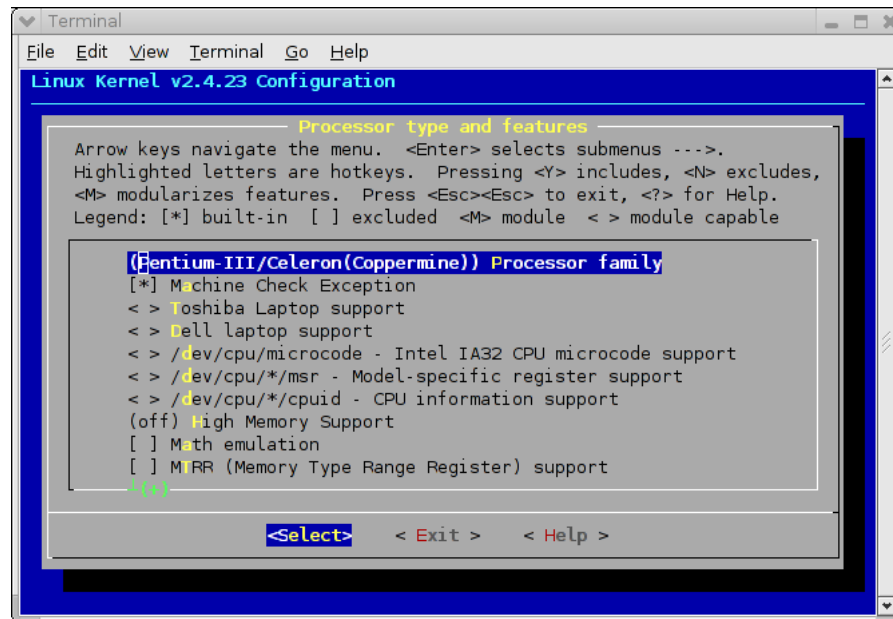 Terminal
File Edit View Terminal Go Help
Linux Kernel v2.4.23 Configuration
Processor type and features
Arrow keys navigate the menu. <Enter> selects submenus --->.
Highlighted letters are hotkeys. Pressing <Y> includes, <N> excludes,
<M> modularizes features. Press <Esc><Esc> to exit, <?> for Help.
Legend: [*] built-in [ ] excluded <M> module < > module capable
(Pentium-III/Celeron(Coppermine)) Processor family
[*] Machine Check Exception
< > Toshiba Laptop support
< > Dell laptop support
< > /dev/cpu/microcode - Intel IA32 CPU microcode support
< > /dev/cpu/*/msr - Model-specific register support
< > /dev/cpu/*/cpuid - CPU information support
(off) High Memory Support
[ ] Math emulation
[ ] MTRR (Memory Type Range Register) support
(+)
<Select> < Exit > < Help >